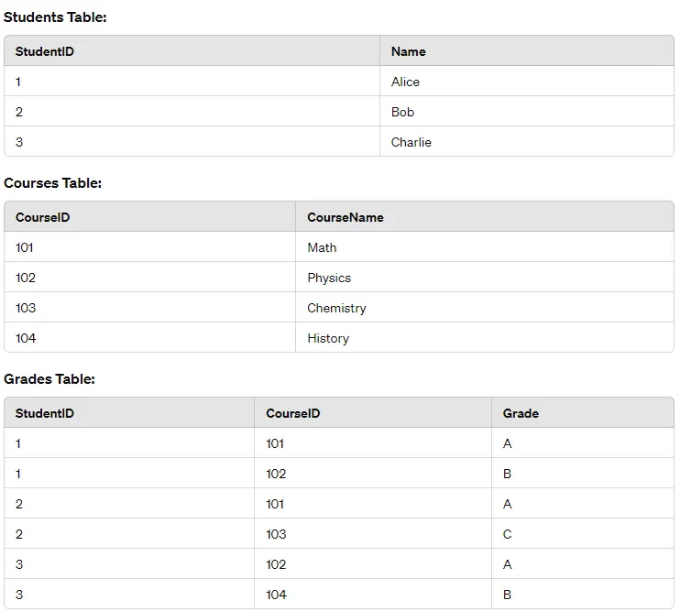 Students Table:
StudentID Name
1 Alice
2 Bob
3 Charlie
Courses Table:
CourseID CourseName
101 Math
102 Physics
103 Chemistry
104 History
Grades Table:
StudentID CourseID Grade
1 101 A
1 102 B
2 101 A
2 103 C
3 102 A
3 104 B